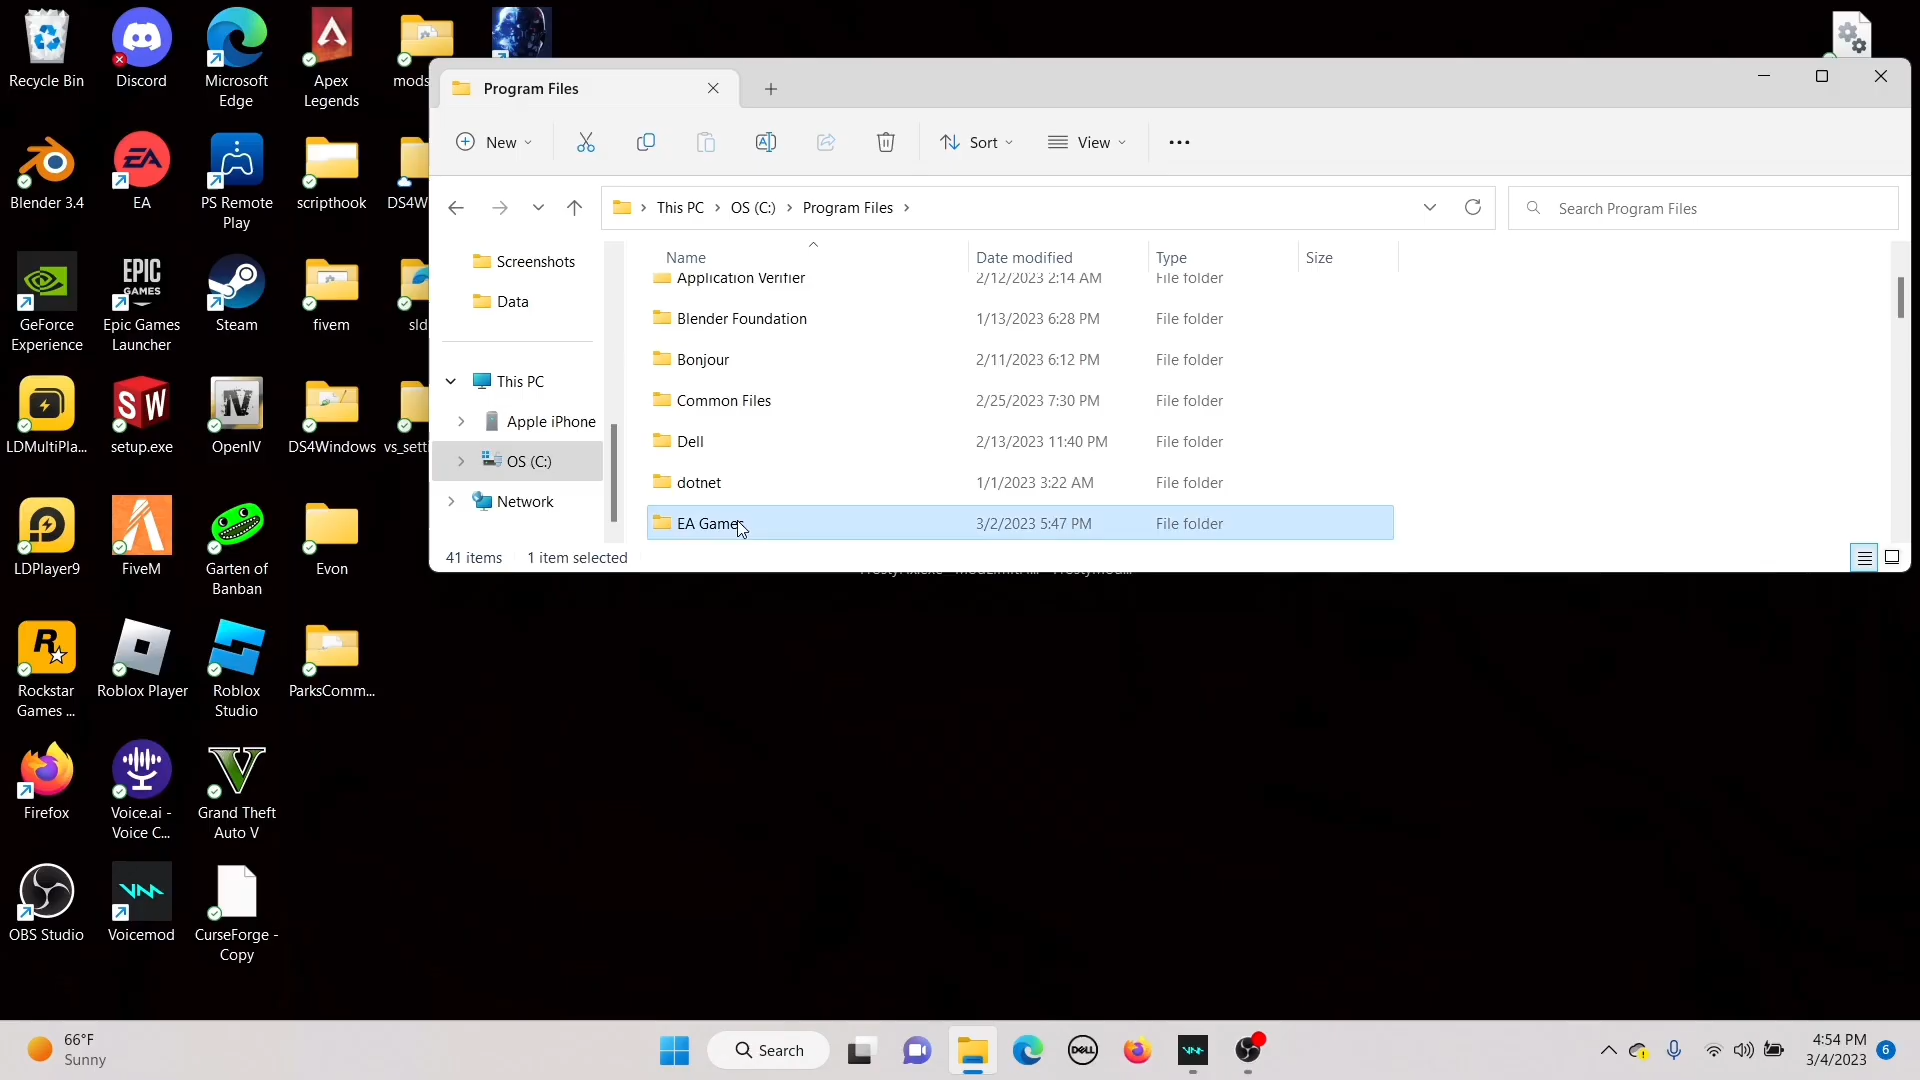 Recycle Bin
Discord
Microsoft
Edge
Apex
Legends
mods
Program Files
New
Sort
View
This PC
OS (C:)
Program Files
Search Program Files
Blender 3.4
EA
PS Remote
Play
scripthook
DS4W
Screenshots
Data
This PC
Apple iPhone
OS (C:)
Network
Name
Date modified
Type
Size
Application Verifier 2/12/2023 2:14 AM File folder
Blender Foundation 1/13/2023 6:28 PM File folder
Bonjour 2/11/2023 6:12 PM File folder
Common Files 2/25/2023 7:30 PM File folder
Dell 2/13/2023 11:40 PM File folder
dotnet 1/1/2023 3:22 AM File folder
EA Games 3/2/2023 5:47 PM File folder
41 items 1 item selected
GeForce
Experience
EPIC
GAMES
Epic Games
Launcher
Steam
fivem
sld
LDMultiPla...
SW
setup.exe
OpenIV
DS4Windows
vs_setti
LDPlayer9
FiveM
Garten of
Banban
Evon
Rockstar
Games ...
Roblox Player
Roblox
Studio
ParksComm...
Firefox
Voice.ai -
Voice C...
Grand Theft
Auto V
OBS Studio
Voicemod
CurseForge -
Copy
66°F
Sunny
Search
DELL
4:54 PM
3/4/2023
6